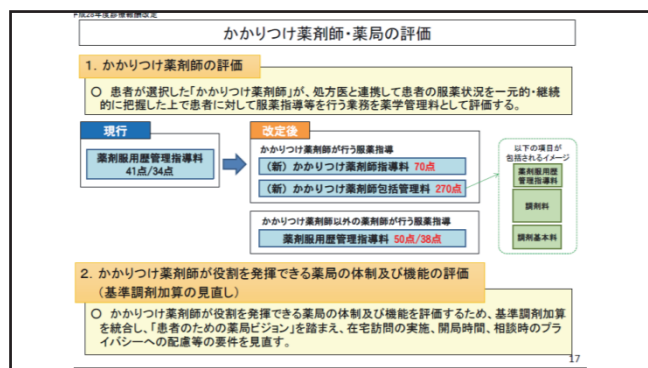 平成28年度診療報酬改定
かかりつけ薬剤師・薬局の評価
1．かかりつけ薬剤師の評価
○ 患者が選択した「かかりつけ薬剤師」が、処方医と連携して患者の服薬状況を一元的・継続
的に把握した上で患者に対して服薬指導等を行う業務を薬学管理料として評価する。
現行
薬剤服用歴管理指導料
41点/34点
改定後
かかりつけ薬剤師が行う服薬指導
（新）かかりつけ薬剤師指導料 70点
（新）かかりつけ薬剤師包括管理料 270点
かかりつけ薬剤師以外の薬剤師が行う服薬指導
薬剤服用歴管理指導料 50点/38点
以下の項目が
包括されるイメージ
薬剤服用歴
管理指導料
調剤料
調剤基本料
2．かかりつけ薬剤師が役割を発揮できる薬局の体制及び機能の評価
（基準調剤加算の見直し）
○ かかりつけ薬剤師が役割を発揮できる薬局の体制及び機能を評価するため、基準調剤加算
を統合し、「患者のための薬局ビジョン」を踏まえ、在宅訪問の実施、開局時間、相談時のプラ
イバシーへの配慮等の要件を見直す。
17